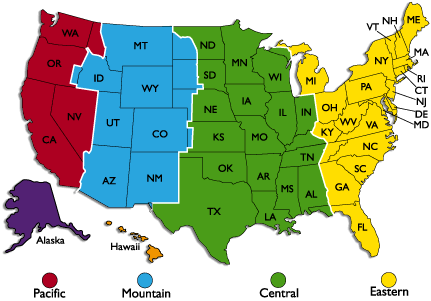 WA
OR
CA
NV
ID
MT
WY
UT
CO
AZ
NM
ND
SD
NE
KS
OK
TX
MN
IA
MO
AR
LA
WI
IL
IN
TN
MS
AL
MI
OH
KY
WV
VA
NC
SC
GA
FL
PA
NY
VT
NH
ME
MA
RI
CT
NJ
DE
MD
Alaska
Hawaii
Pacific
Mountain
Central
Eastern